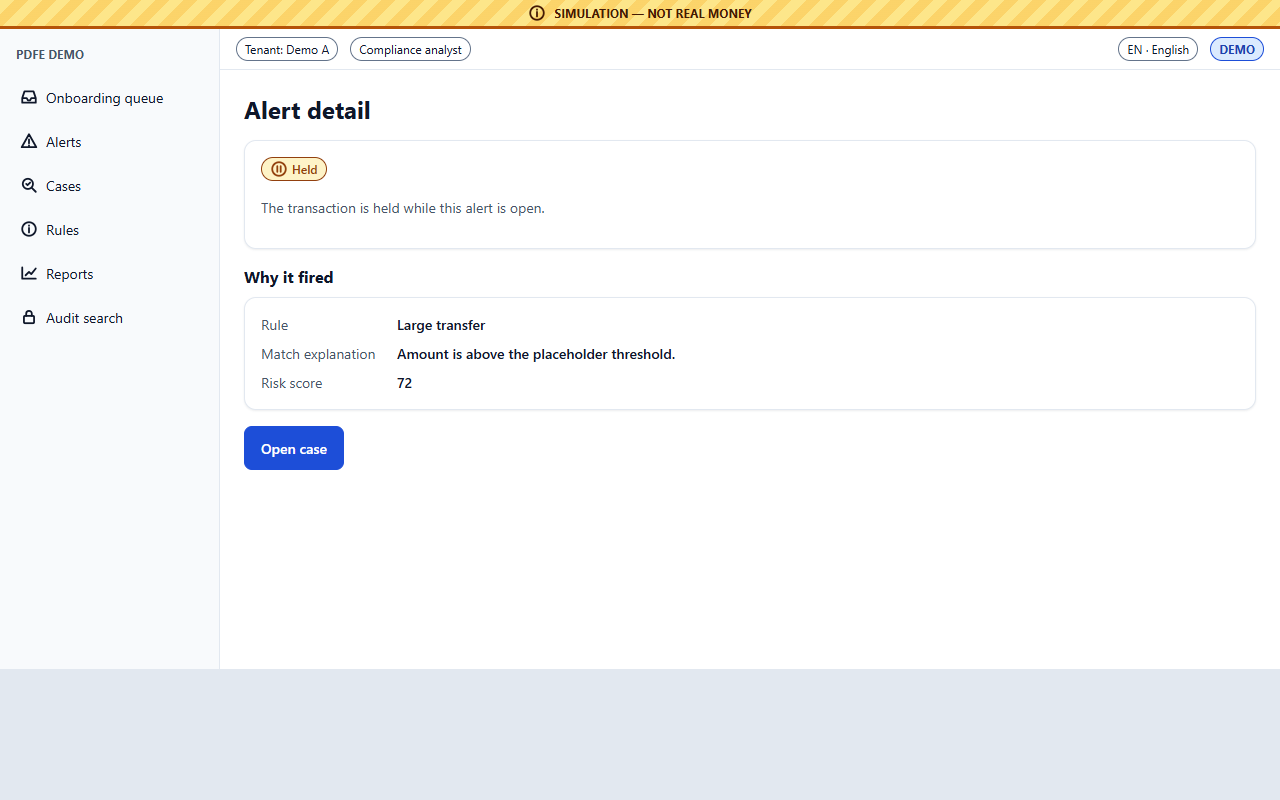 SIMULATION — NOT REAL MONEY
PDFE DEMO
Tenant: Demo A
Compliance analyst
EN · English
DEMO
Onboarding queue
Alerts
Cases
Rules
Reports
Audit search
Alert detail
Held
The transaction is held while this alert is open.
Why it fired
Rule Large transfer
Match explanation Amount is above the placeholder threshold.
Risk score 72
Open case